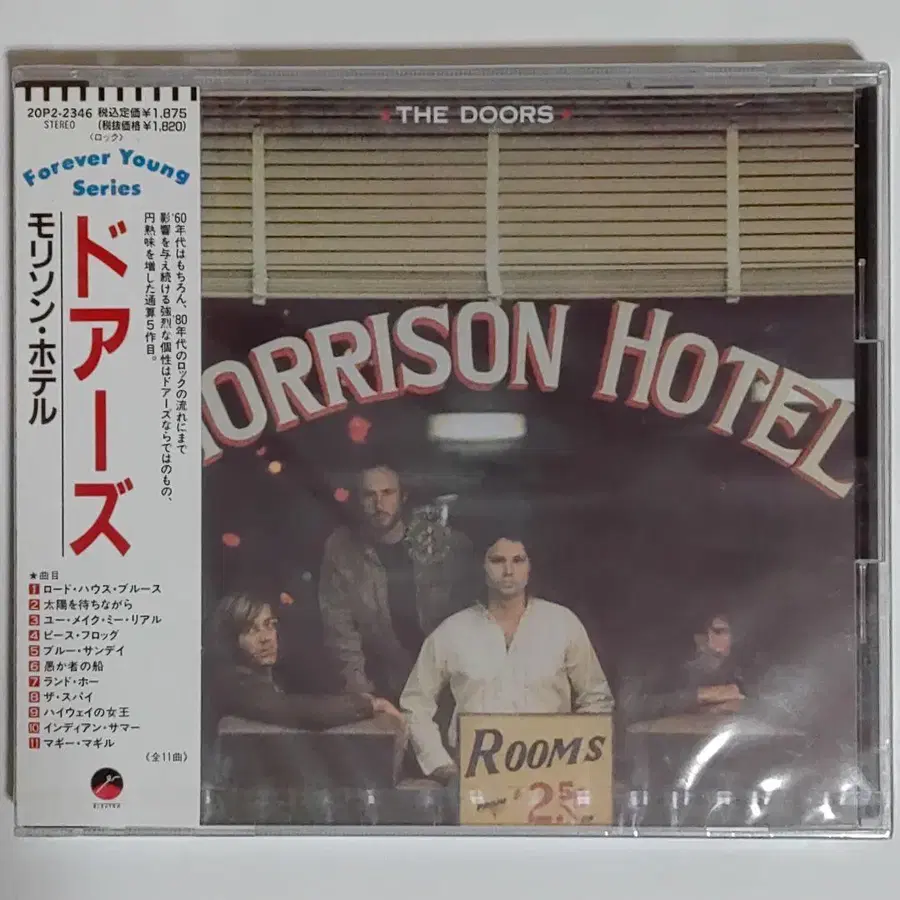 20P2-2346 税込定価¥1,875
STEREO (税抜価格¥1,820)
〈ロック〉
Forever Young
Series
ドアーズ
モリソン・ホテル
'60年代はもちろん、'80年代のロックの流れにまで
影響を与え続ける強烈な個性はドアーズならではのもの、
円熟味を増した通算5作目。
★曲目
1 ロード・ハウス・ブルース
2 太陽を待ちながら
3 ユー・メイク・ミー・リアル
4 ピース・フロッグ
5 ブルー・サンデイ
6 愚か者の船
7 ランド・ホー
8 ザ・スパイ
9 ハイウェイの女王
10 インディアン・サマー
11 マギー・マギル
(全11曲)
THE DOORS
ORRISON HOTEL
ROOMS
FROM $2.5